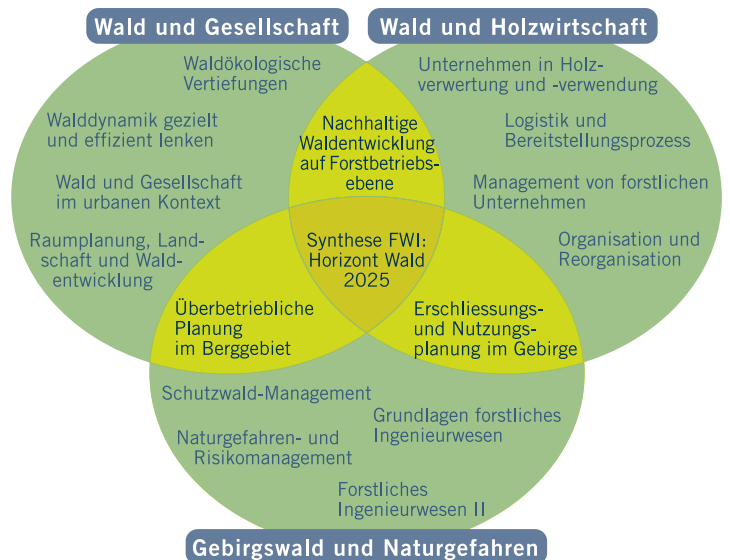 Wald und Gesellschaft
Wald und Holzwirtschaft
Waldökologische
Vertiefungen
Walddynamik gezielt
und effizient lenken
Wald und Gesellschaft
im urbanen Kontext
Raumplanung, Land-
schaft und Wald-
entwicklung
Nachhaltige
Waldentwicklung
auf Forstbetriebs-
ebene
Unternehmen in Holz-
verwertung und -verwendung
Logistik und
Bereitstellungsprozess
Management von forstlichen
Unternehmen
Organisation und
Reorganisation
Synthese FWI:
Horizont Wald
2025
Überbetriebliche
Planung
im Berggebiet
Erschliessungs-
und Nutzungs-
planung im Gebirge
Schutzwald-Management
Naturgefahren- und
Risikomanagement
Grundlagen forstliches
Ingenieurwesen
Forstliches
Ingenieurwesen II
Gebirgswald und Naturgefahren